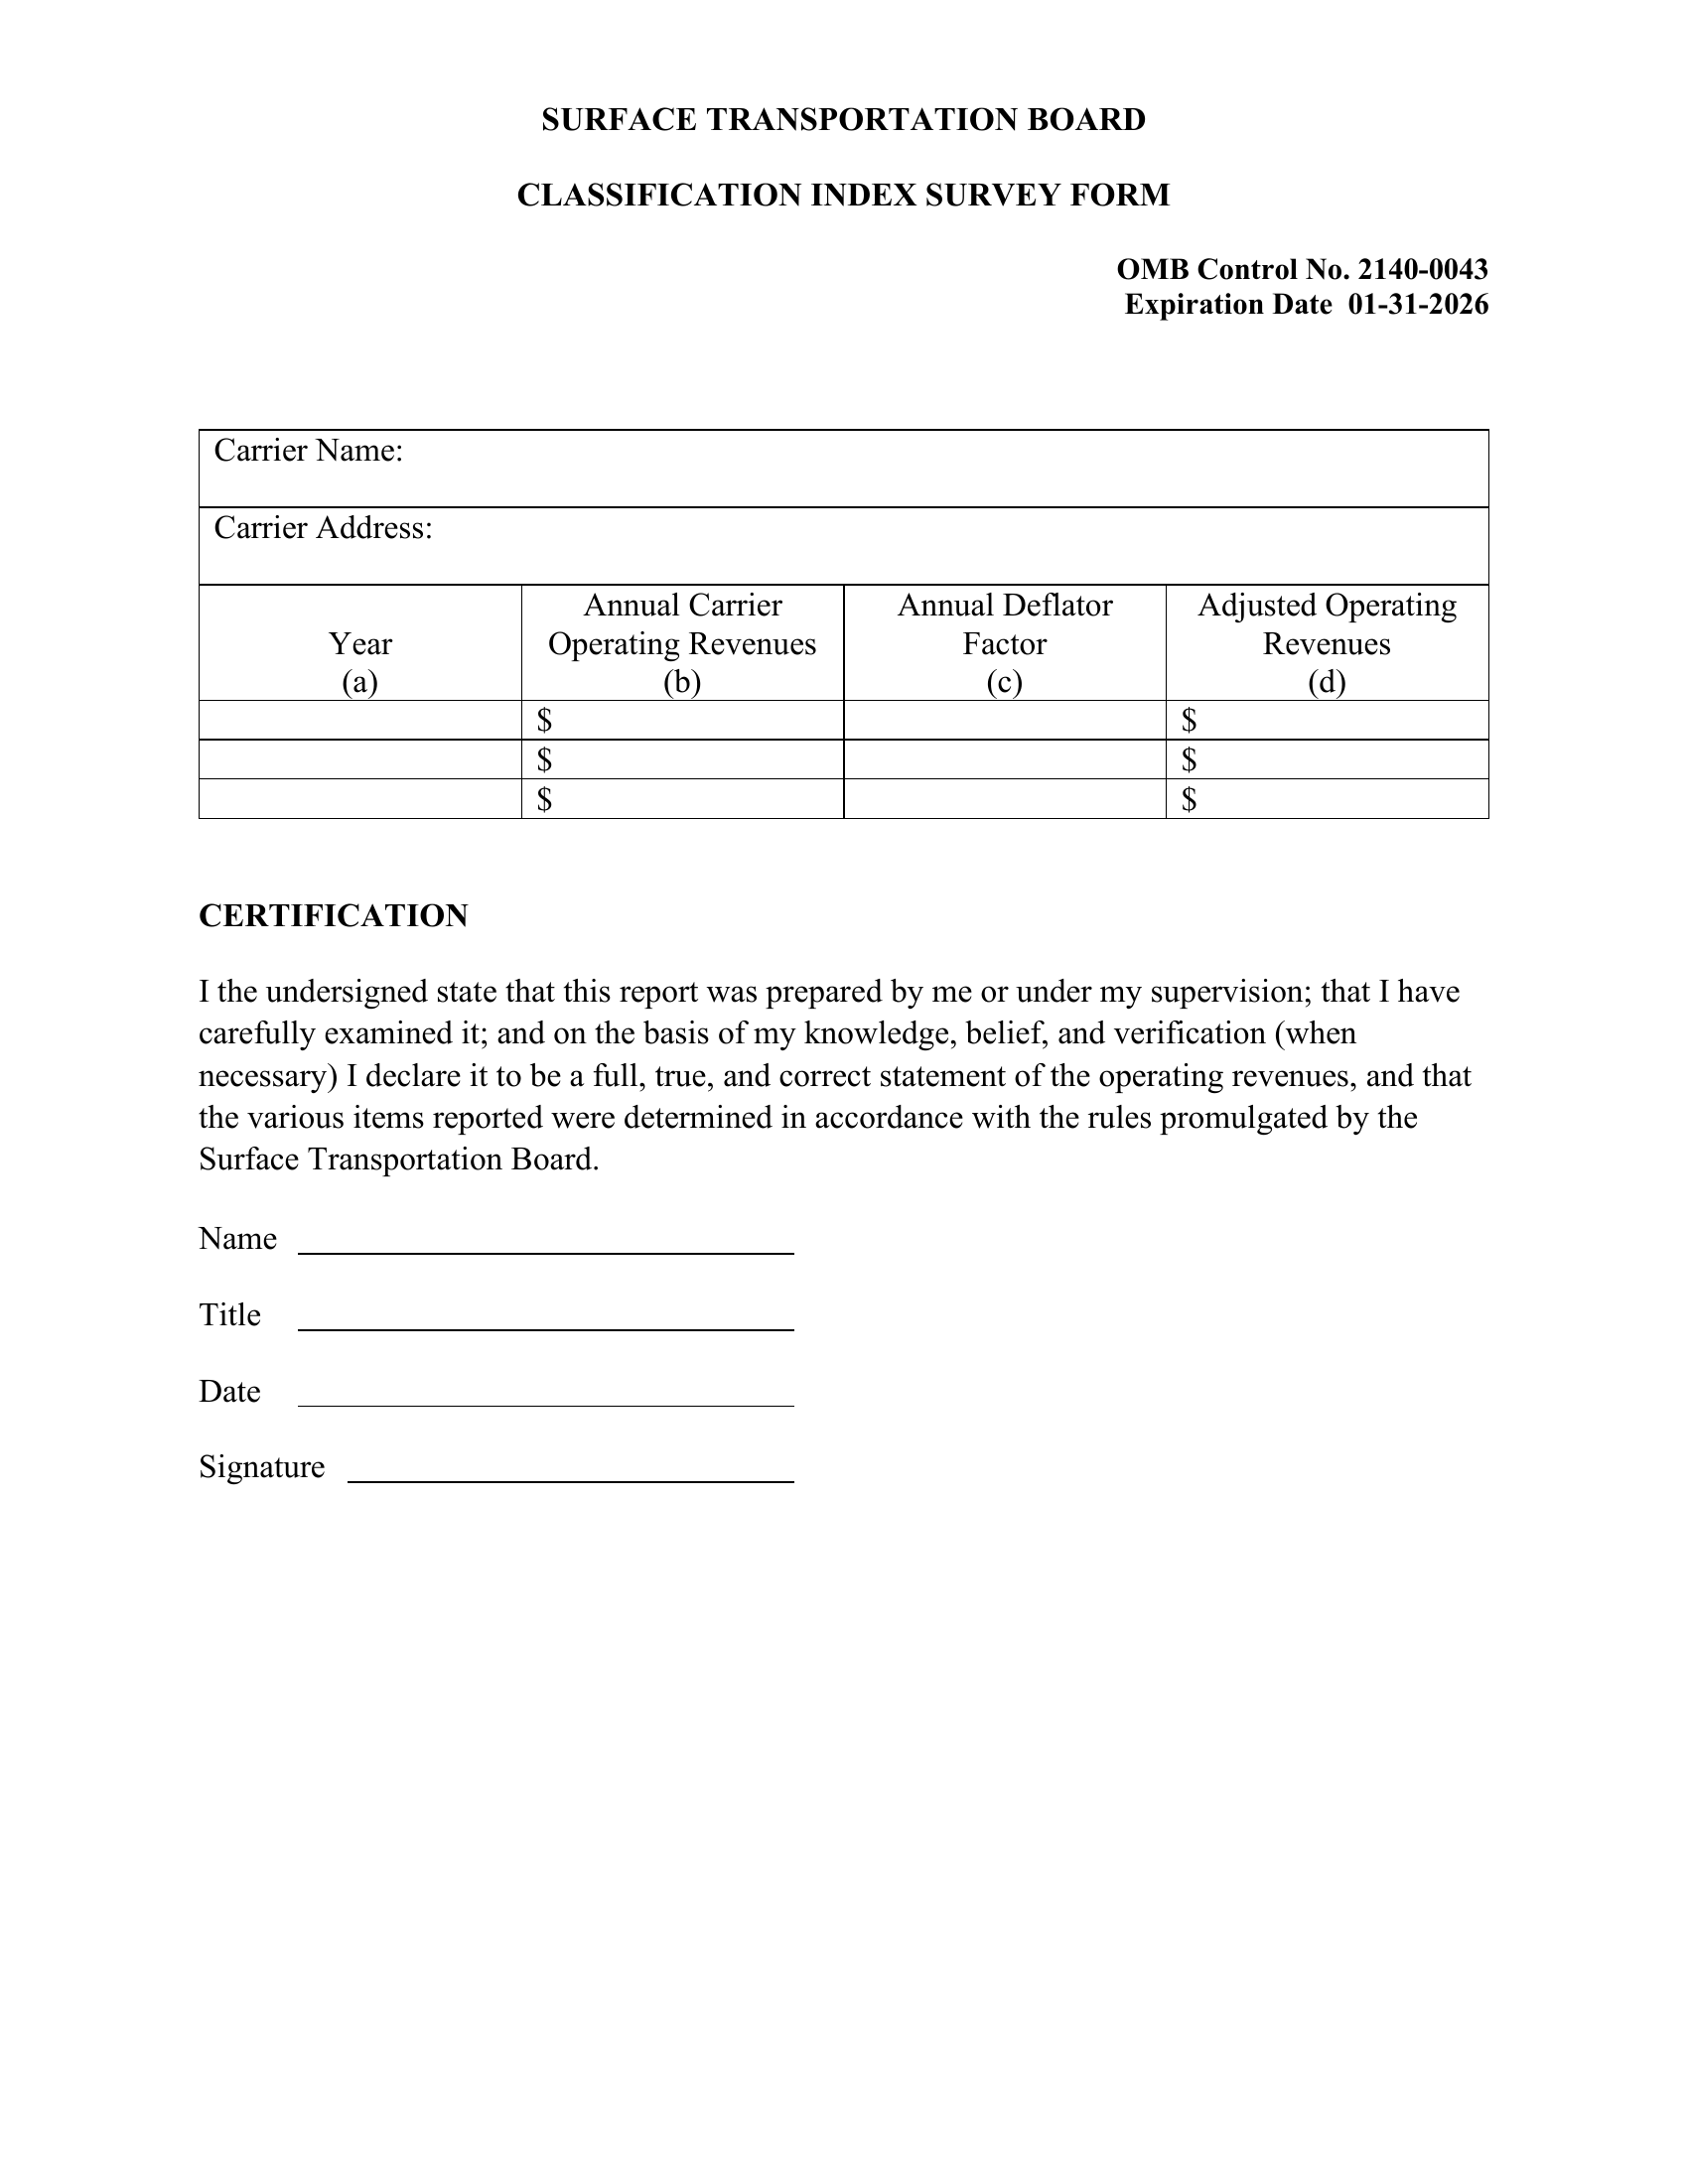 SURFACE TRANSPORTATION BOARD
CLASSIFICATION INDEX SURVEY FORM
OMB Control No. 2140-0043
Expiration Date 01-31-2026
Carrier Name:
Carrier Address:
Year
(a)
Annual Carrier
Operating Revenues
(b)
Annual Deflator
Factor
(c)
Adjusted Operating
Revenues
(d)
$ $
$ $
$ $
CERTIFICATION
I the undersigned state that this report was prepared by me or under my supervision; that I have
carefully examined it; and on the basis of my knowledge, belief, and verification (when
necessary) I declare it to be a full, true, and correct statement of the operating revenues, and that
the various items reported were determined in accordance with the rules promulgated by the
Surface Transportation Board.
Name
Title
Date
Signature